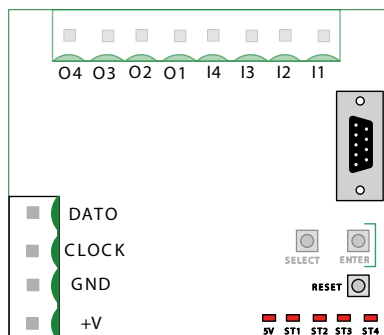 O4 O3 O2 O1 I4 I3 I2 I1
DATO
CLOCK
SELECT ENTER
GND
RESET
+V
5V ST1 ST2 ST3 ST4